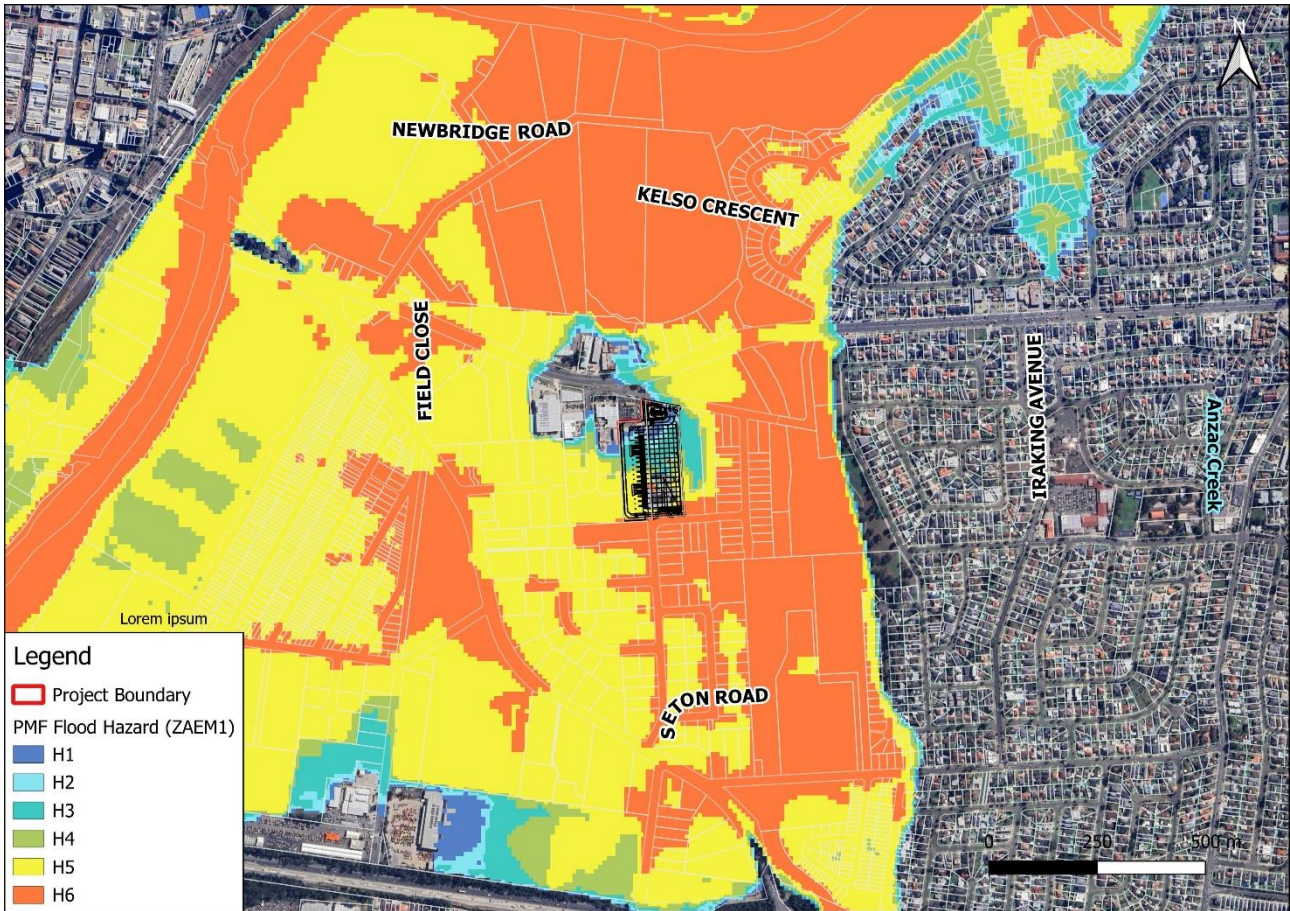 N
NEWBRIDGE ROAD
KELSO CRESCENT
FIELD CLOSE
IRAKING AVENUE
Anzac Creek
Lorem ipsum
SETON ROAD
Legend
Project Boundary
PMF Flood Hazard (ZAEM1)
H1
H2
H3
H4
H5
H6
0 250 500 m